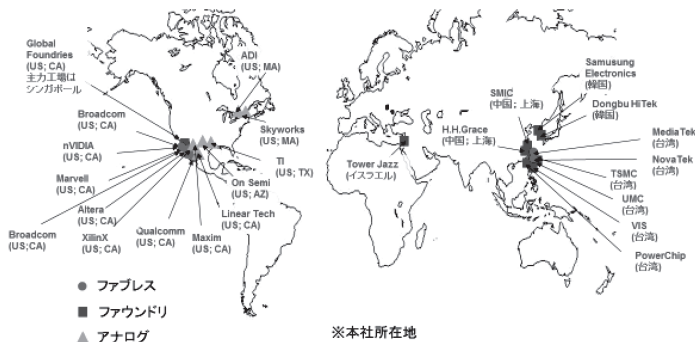 Global
Foundries
(US; CA)
主力工場は
シンガポール
ADI
(US; MA)
Broadcom
(US; CA)
nVIDIA
(US; CA)
Marvell
(US; CA)
Altera
(US; CA)
Broadcom
(US;CA)
XilinX
(US; CA)
Qualcomm
(US; CA)
Maxim
(US; CA)
Linear Tech
(US; CA)
On Semi
(US; AZ)
TI
(US; TX)
Skyworks
(US; MA)
Tower Jazz
(イスラエル)
H.H.Grace
(中国 ; 上海)
SMIC
(中国 ; 上海)
Samusung
Electronics
(韓国)
Dongbu HiTek
(韓国)
MediaTek
(台湾)
NovaTek
(台湾)
TSMC
(台湾)
UMC
(台湾)
VIS
(台湾)
PowerChip
(台湾)
ファブレス
ファウンドリ
アナログ
※本社所在地